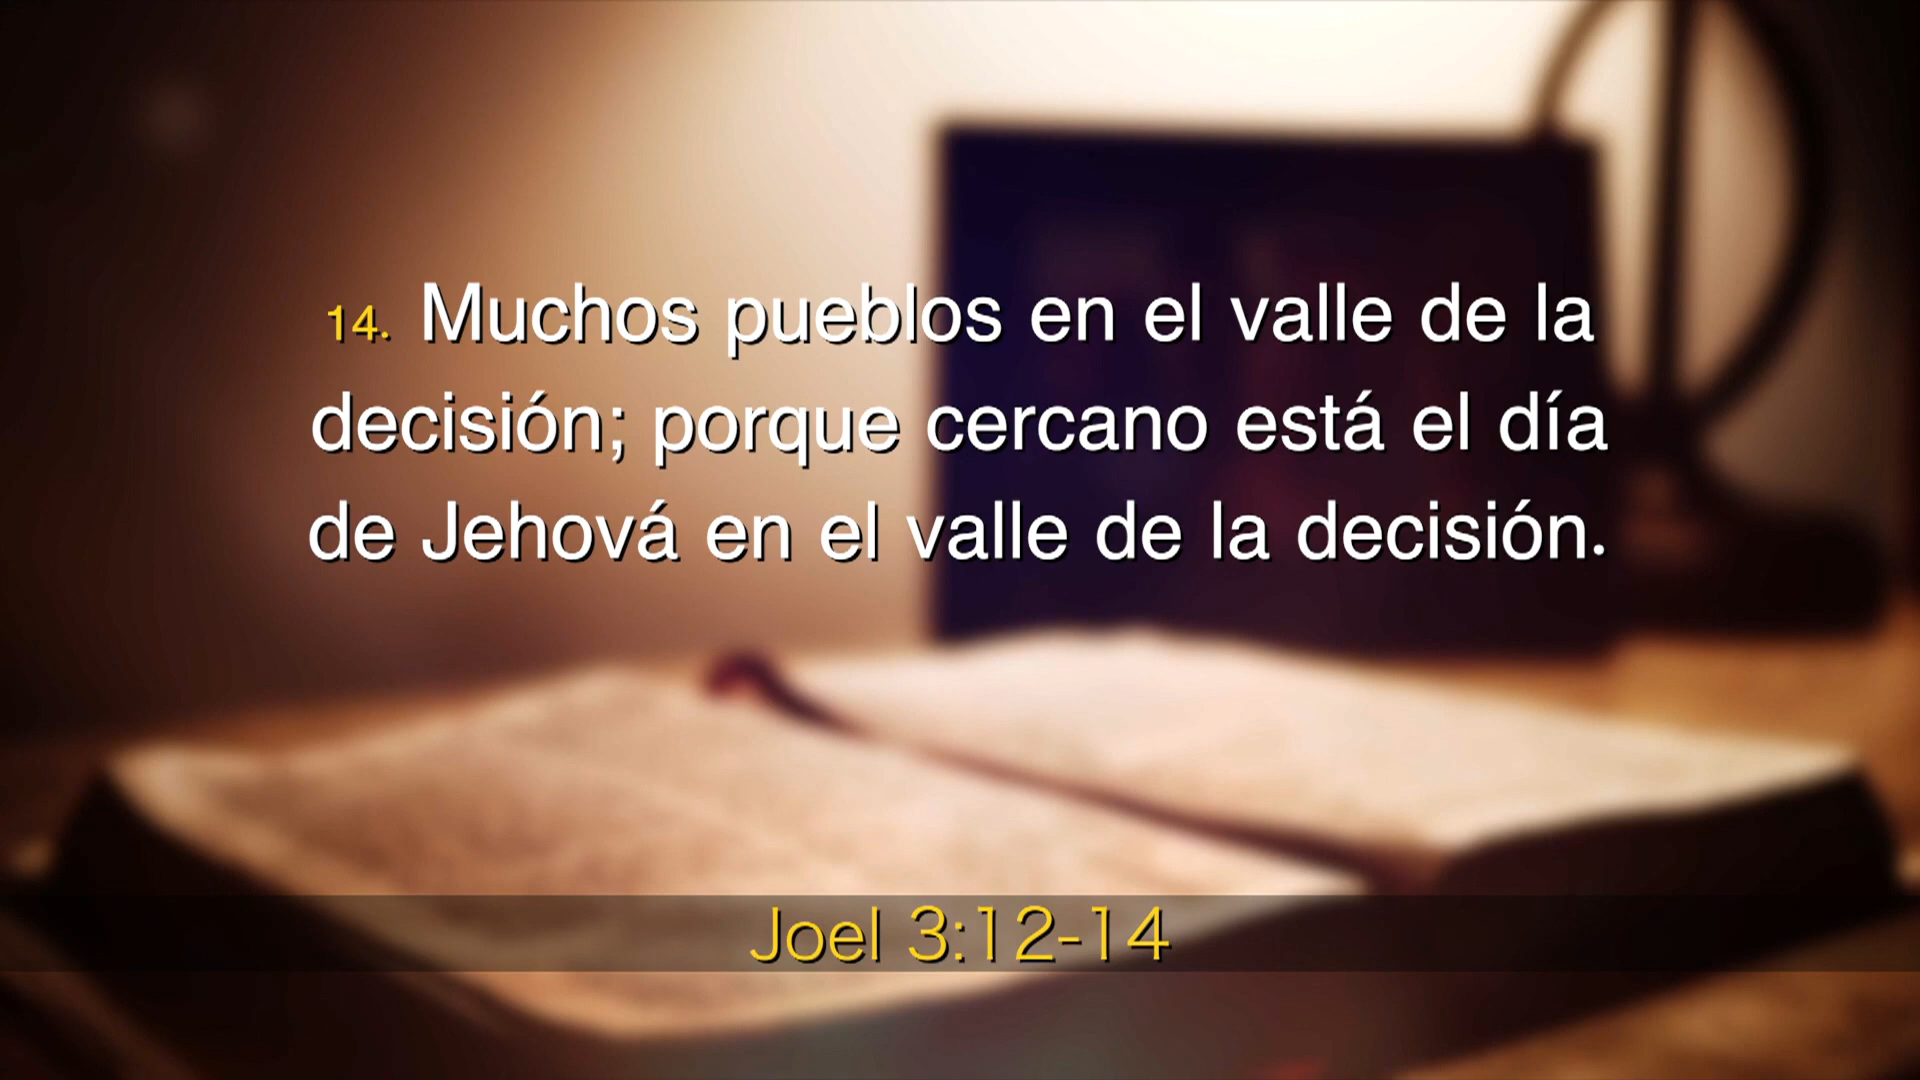 14. Muchos pueblos en el valle de la
decisión; porque cercano está el día
de Jehová en el valle de la decisión.
Joel 3:12-14